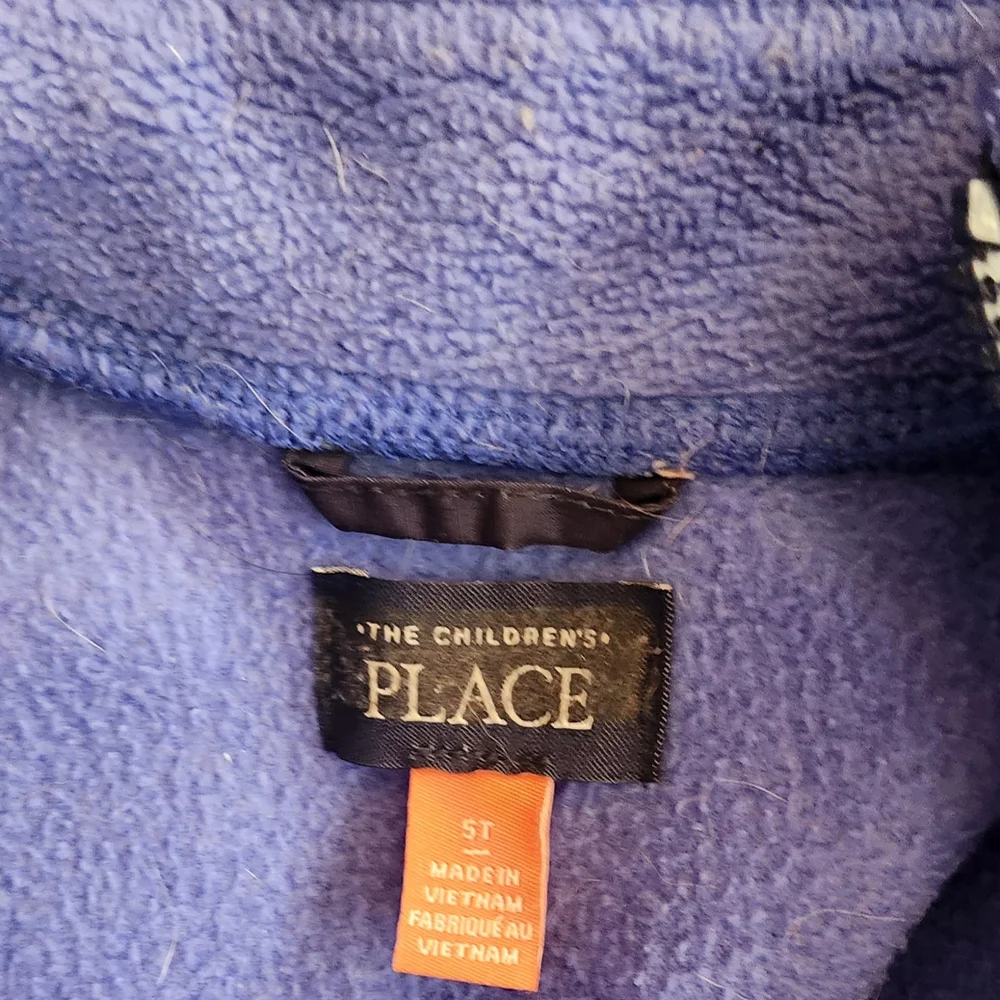 •THE CHILDREN'S•
PLACE
5T
MADE IN
VIETNAM
FABRIQUÉ AU
VIETNAM